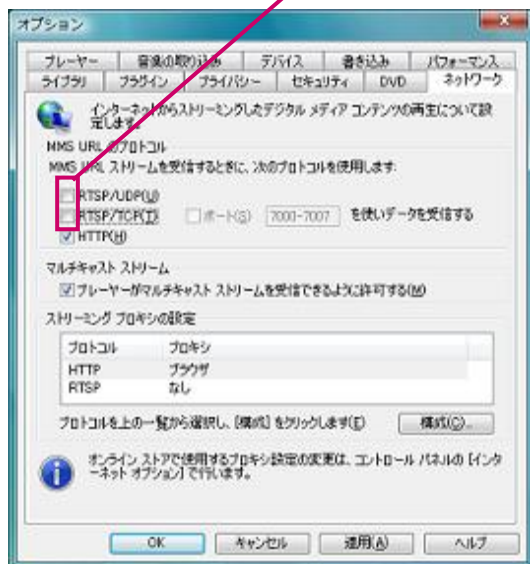 オプション
プレーヤー 音楽の取り込み デバイス 書き込み パフォーマンス
ライブラリ プラグイン プライバシー セキュリティ DVD ネットワーク
インターネットからストリーミングしたデジタル メディア コンテンツの再生について設
定します。
MMS URL のプロトコル
MMS URL ストリームを受信するときに、次のプロトコルを使用します:
RTSP/UDP(U)
RTSP/TCP(T) ポート(S) 7000-7007 を使いデータを受信する
HTTP(H)
マルチキャスト ストリーム
プレーヤーがマルチキャスト ストリームを受信できるように許可する(M)
ストリーミング プロキシの設定
プロトコル プロキシ
HTTP ブラウザ
RTSP なし
プロトコルを上の一覧から選択し、[構成] をクリックします(E) 構成(C)...
オンライン ストアで使用するプロキシ設定の変更は、コントロール パネルの [インタ
ーネット オプション] で行います。
OK キャンセル 適用(A) ヘルプ